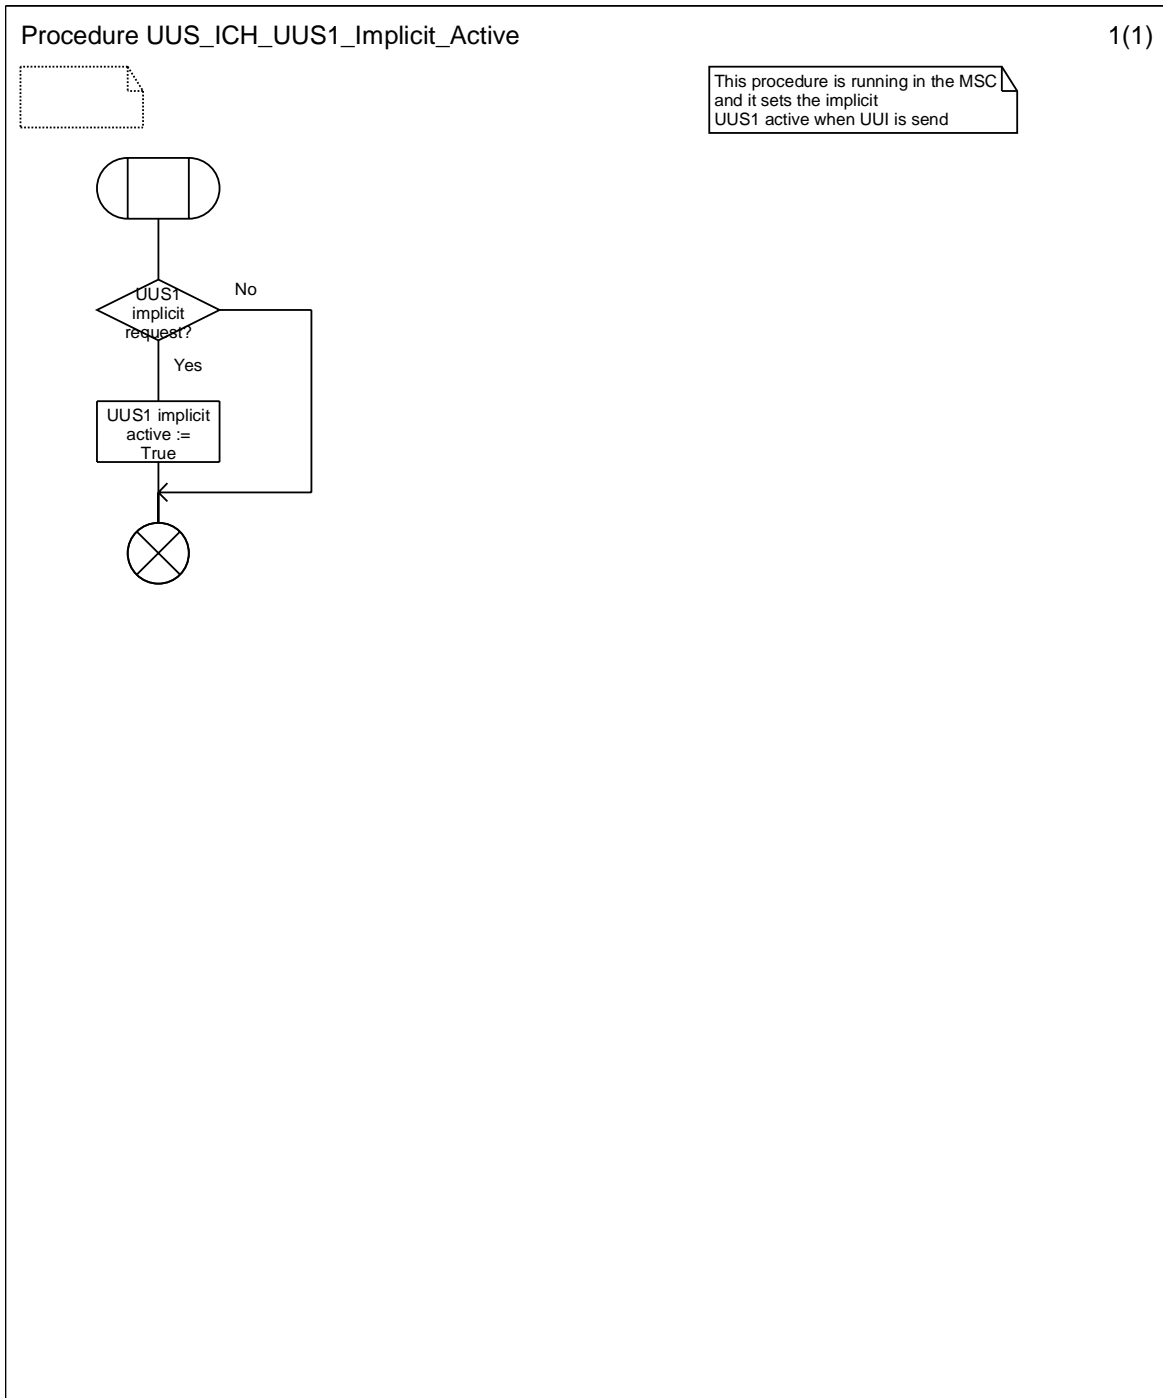 Procedure UUS_ICH_UUS1_Implicit_Active
1(1)
This procedure is running in the MSC
and it sets the implicit
UUS1 active when UUI is send
UUS1
implicit
request?
No
Yes
UUS1 implicit
active :=
True